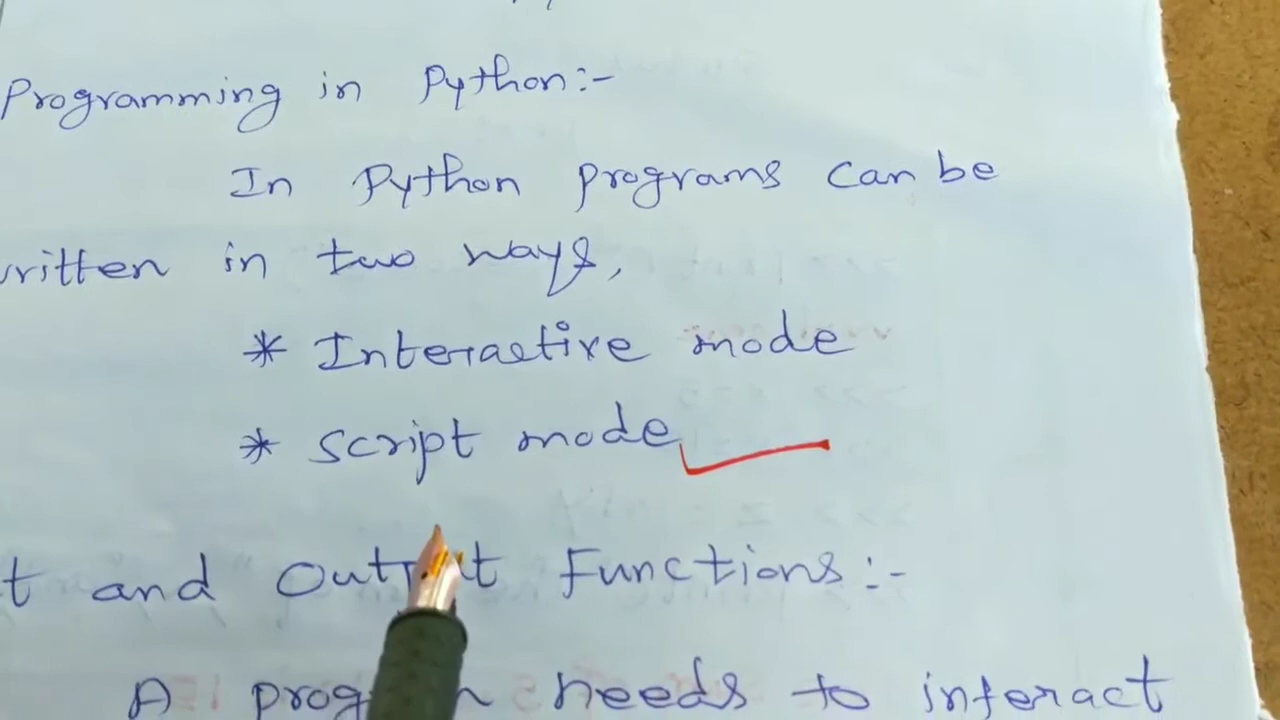 Programming in Python:-
In Python programs can be
written in two ways,
* Interactive mode
* Script mode
t and Output Functions:-
A program needs to interact